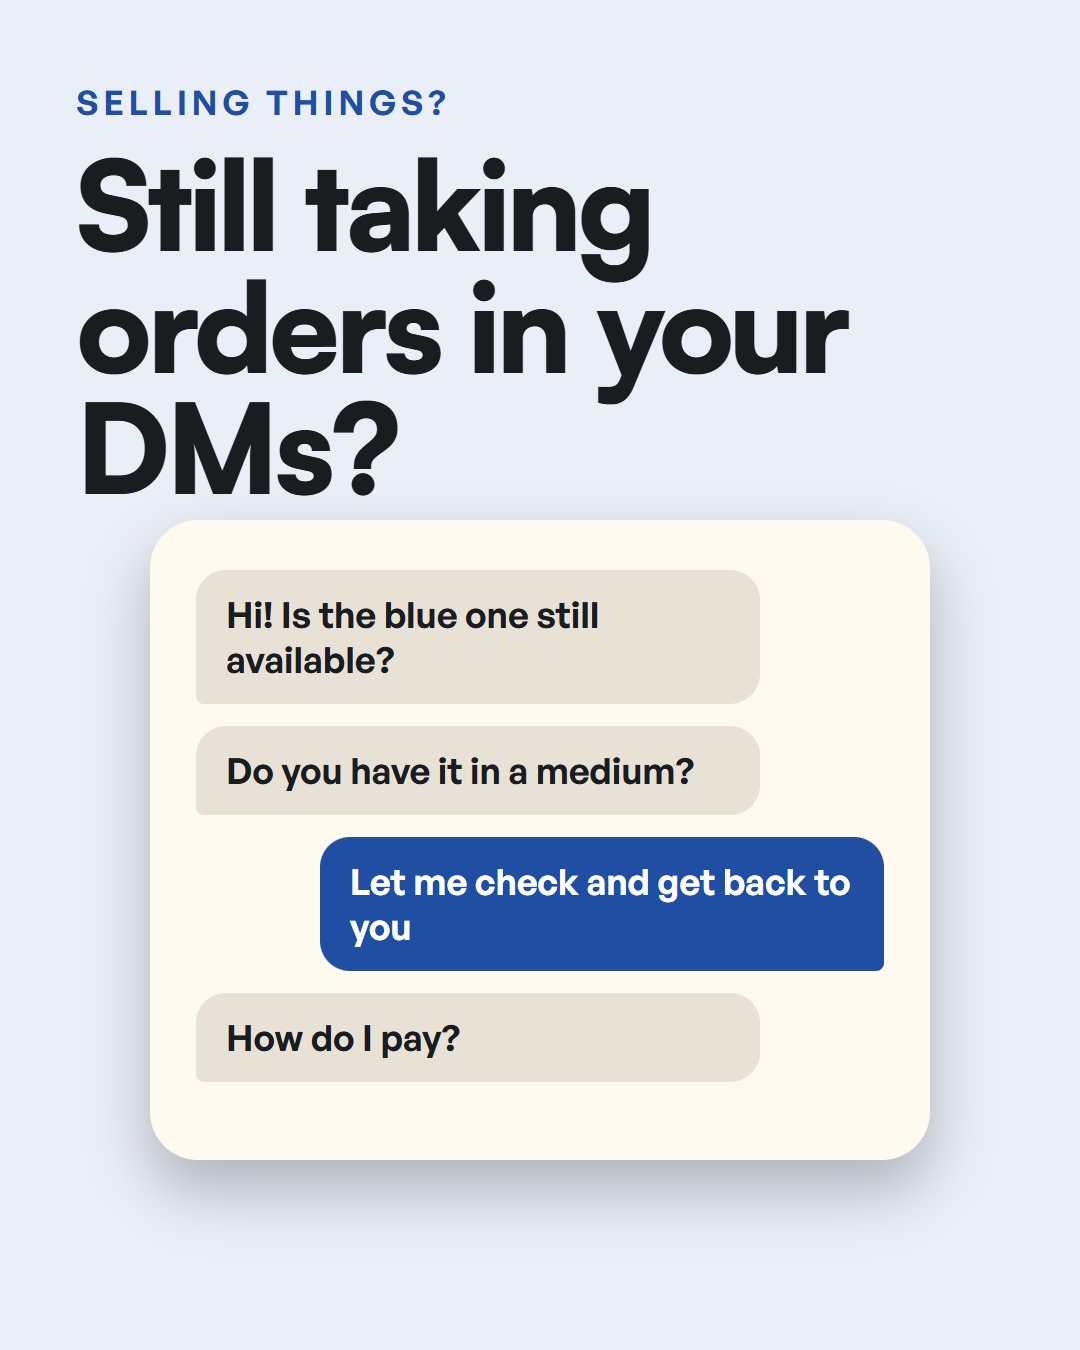 SELLING THINGS?
Still taking
orders in your
DMs?
Hi! Is the blue one still
available?
Do you have it in a medium?
Let me check and get back to
you
How do I pay?